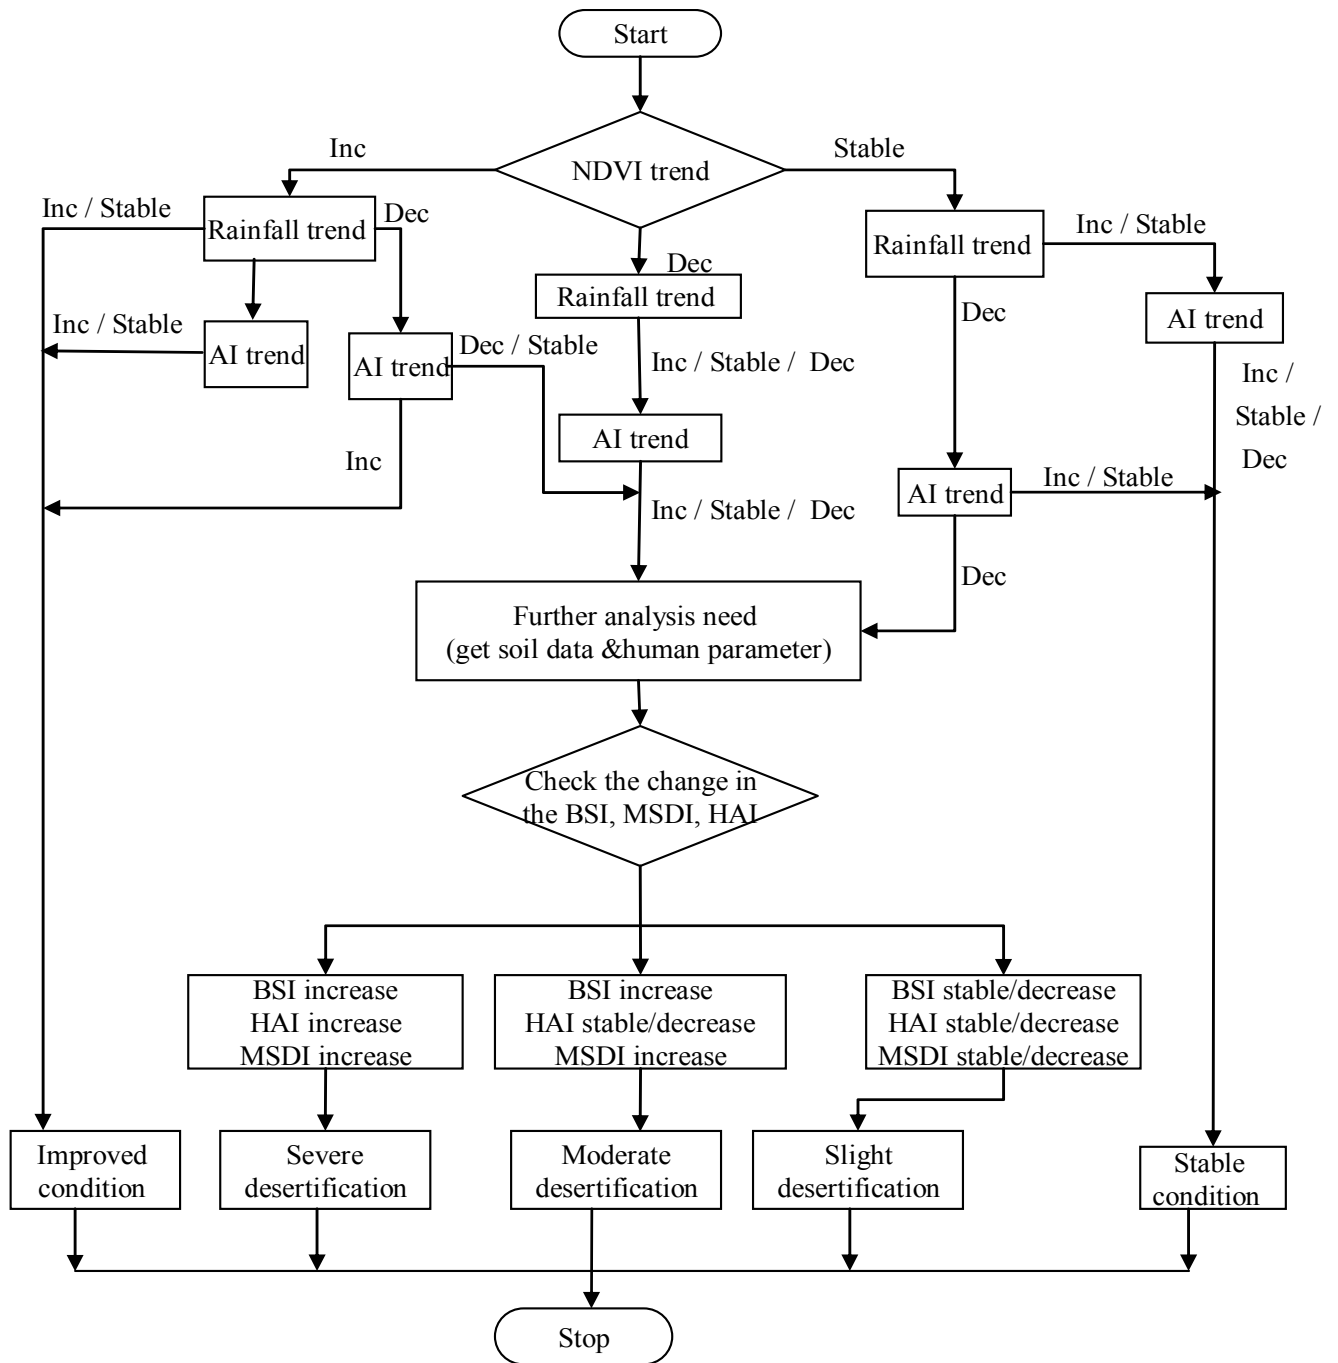 Start
Inc
Stable
NDVI trend
Inc / Stable
Dec
Rainfall trend
Dec
Rainfall trend
Rainfall trend
Inc / Stable
Inc / Stable
AI trend
AI trend
Dec / Stable
Inc / Stable / Dec
Dec
AI trend
Inc /
Stable /
Dec
Inc
AI trend
Inc / Stable / Dec
AI trend
Inc / Stable
Dec
Further analysis need
(get soil data &human parameter)
Check the change in
the BSI, MSDI, HAI
BSI increase
HAI increase
MSDI increase
BSI increase
HAI stable/decrease
MSDI increase
BSI stable/decrease
HAI stable/decrease
MSDI stable/decrease
Improved
condition
Severe
desertification
Moderate
desertification
Slight
desertification
Stable
condition
Stop